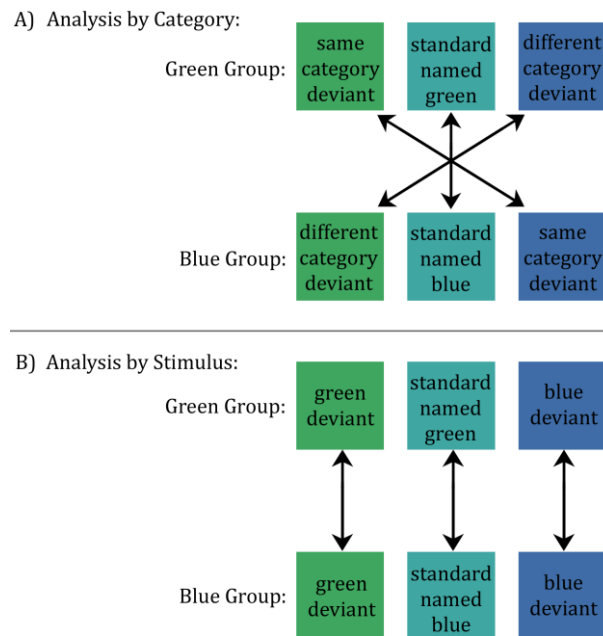 A) Analysis by Category:
Green Group:
same
category
deviant
standard
named
green
different
category
deviant
Blue Group:
different
category
deviant
standard
named
blue
same
category
deviant
B) Analysis by Stimulus:
Green Group:
green
deviant
standard
named
green
blue
deviant
Blue Group:
green
deviant
standard
named
blue
blue
deviant